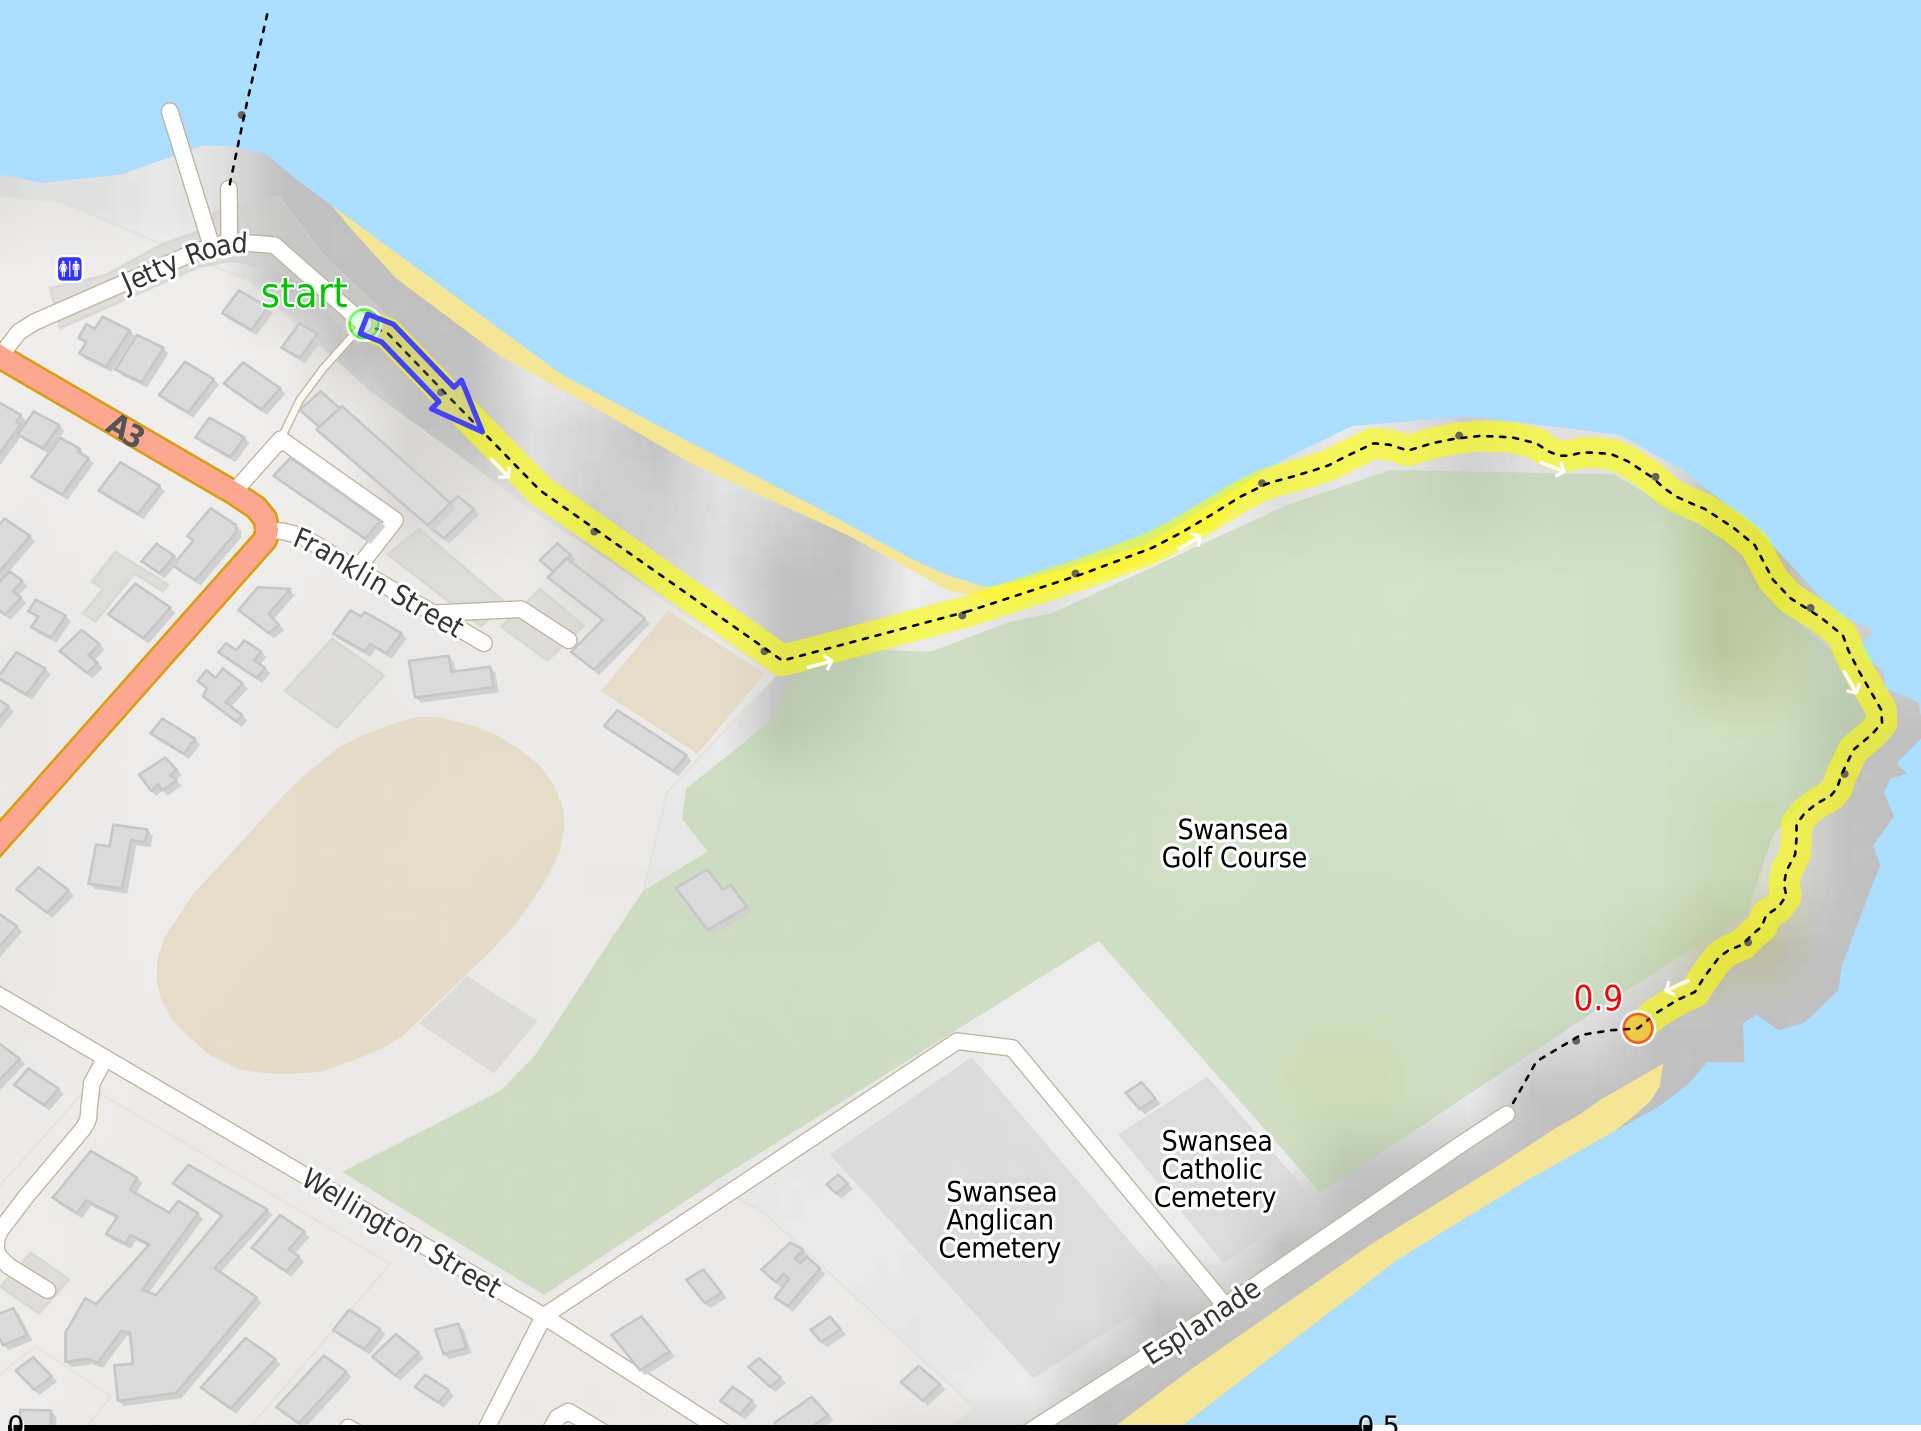 Jetty Road
start
A3
Franklin Street
Swansea
Golf Course
0.9
Swansea
Catholic
Cemetery
Swansea
Anglican
Cemetery
Wellington Street
Esplanade
0
0.5